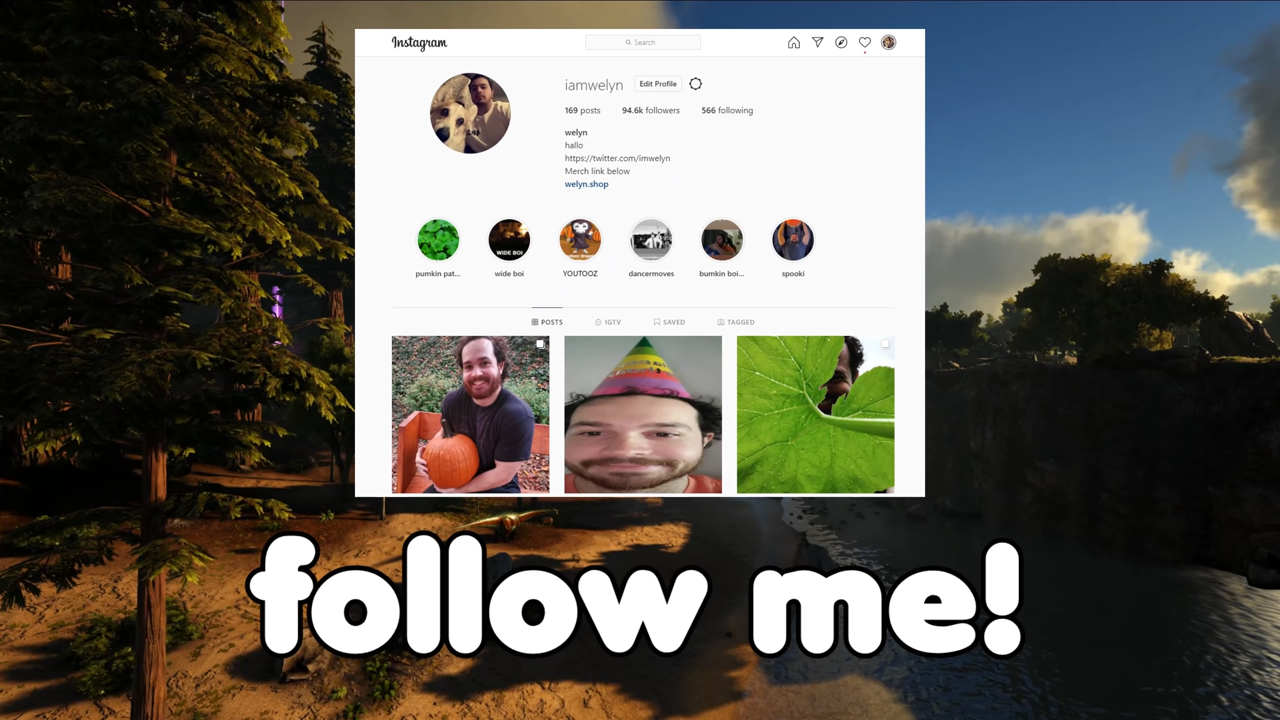 Instagram
Search
iamwelyn Edit Profile
169 posts 94.6k followers 566 following
welyn
hallo
https://twitter.com/imwelyn
Merch link below
welyn.shop
WIDE BOI
pumkin pat... wide boi YOUTOOZ dancermoves bumkin boi... spooki
POSTS IGTV SAVED TAGGED
follow me!